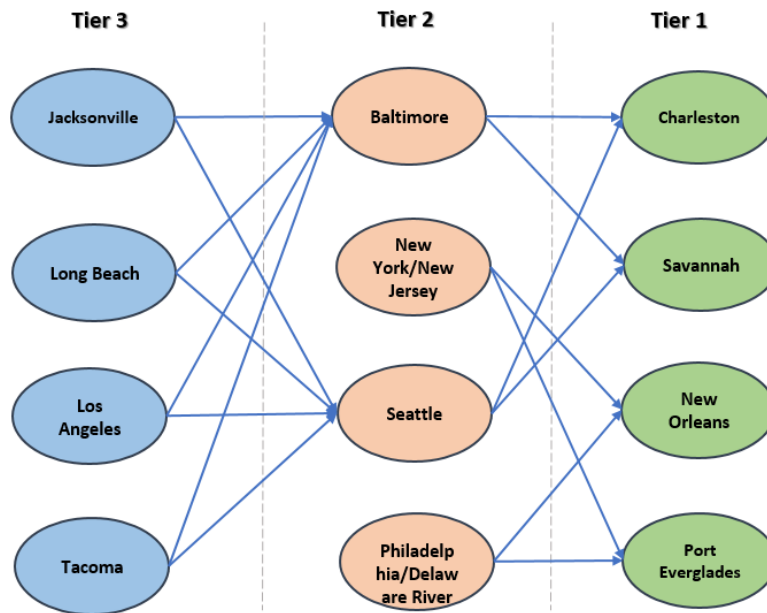 Tier 3
Tier 2
Tier 1
Jacksonville
Baltimore
Charleston
Long Beach
New
York/New
Jersey
Savannah
Los
Angeles
Seattle
New
Orleans
Tacoma
Philadelp
hia/Delaw
are River
Port
Everglades